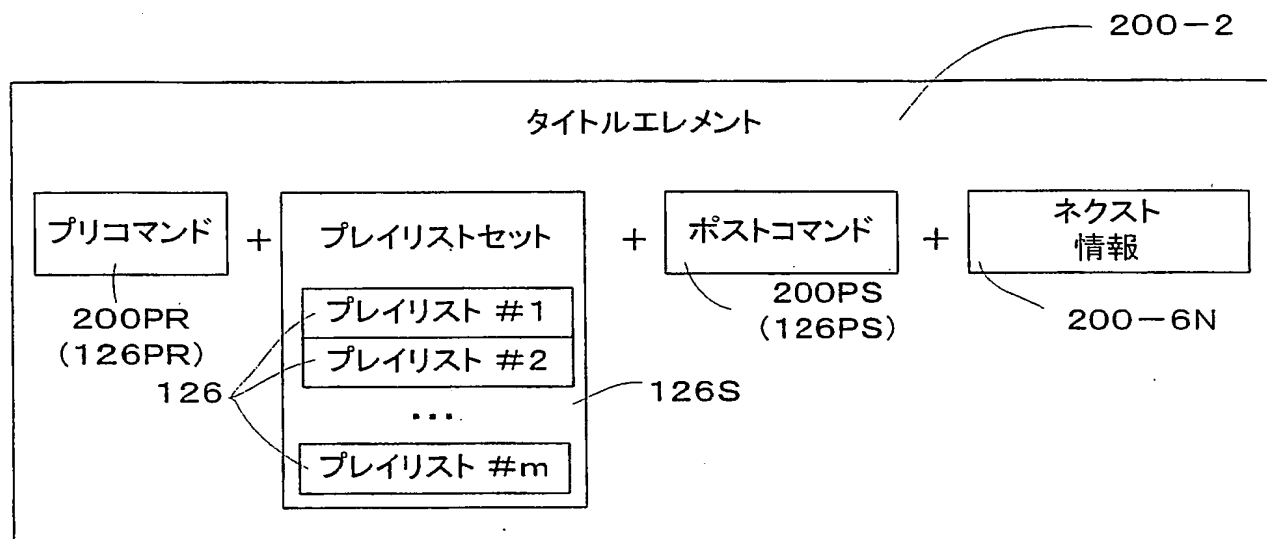 200-2
タイトルエレメント
プリコマンド
+
プレイリストセット
+
ポストコマンド
+
ネクスト
情報
200PR
(126PR)
200PS
(126PS)
200-6N
126
プレイリスト #1
プレイリスト #2
...
プレイリスト #m
126S